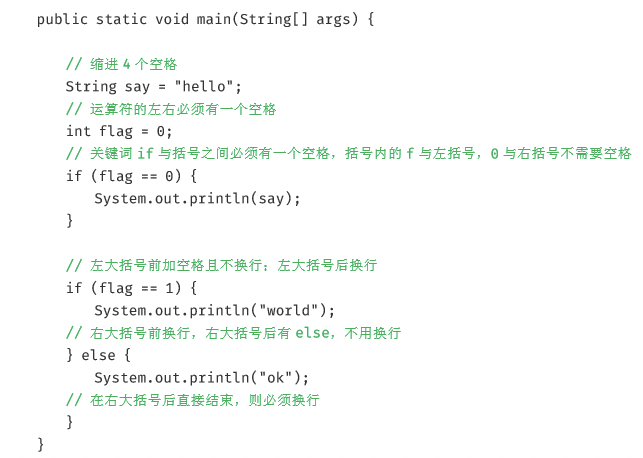 public static void main(String[] args) {
// 缩进 4 个空格
String say = "hello";
// 运算符的左右必须有一个空格
int flag = 0;
// 关键词 if 与括号之间必须有一个空格，括号内的 f 与左括号，0 与右括号不需要空格
if (flag == 0) {
System.out.println(say);
}
// 左大括号前加空格且不换行；左大括号后换行
if (flag == 1) {
System.out.println("world");
// 右大括号前换行，右大括号后有 else，不用换行
} else {
System.out.println("ok");
// 在右大括号后直接结束，则必须换行
}
}